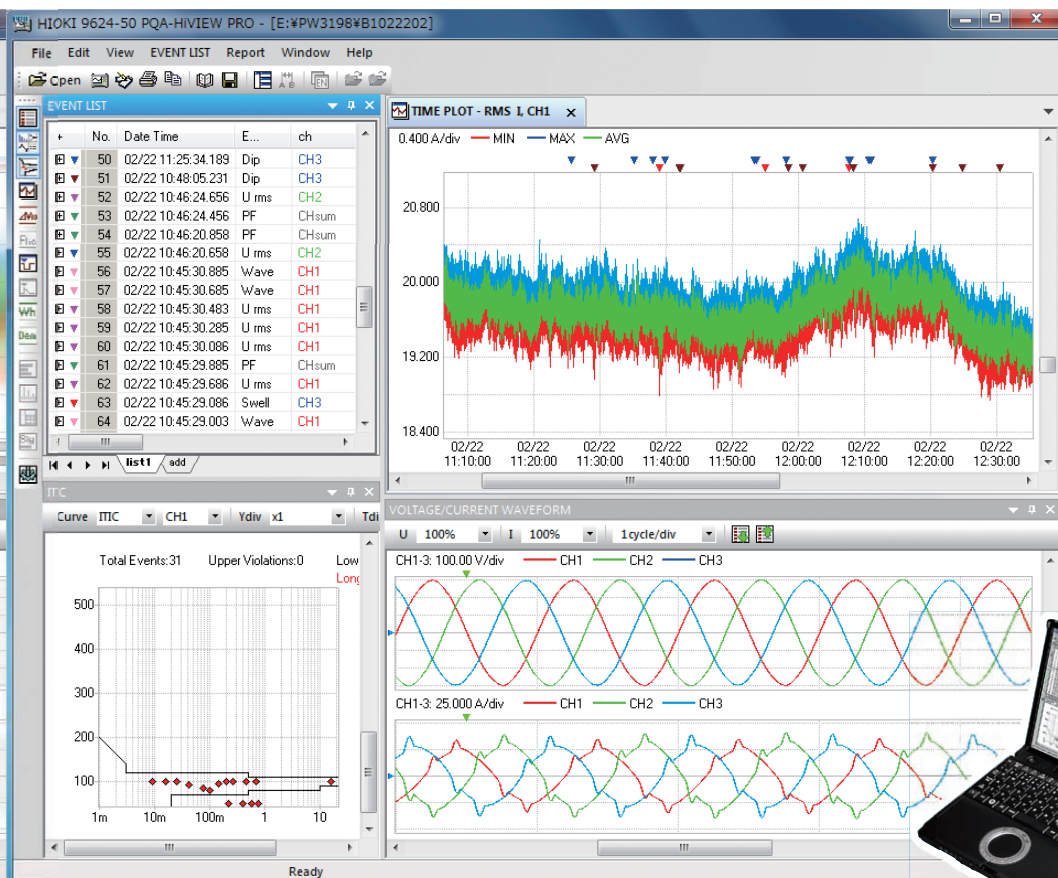 HIOKI 9624-50 PQA-HiVIEW PRO - [E:¥PW3198¥B1022202]
File Edit View EVENT LIST Report Window Help
Open
EVENT LIST
+ No. Date Time E... ch
50 02/22 11:25:34.189 Dip CH3
51 02/22 10:48:05.231 Dip CH3
52 02/22 10:46:24.656 U rms CH2
53 02/22 10:46:24.456 PF CHsum
54 02/22 10:46:20.858 PF CHsum
55 02/22 10:46:20.658 U rms CH2
56 02/22 10:45:30.885 Wave CH1
57 02/22 10:45:30.685 Wave CH1
58 02/22 10:45:30.483 U rms CH1
59 02/22 10:45:30.285 U rms CH1
60 02/22 10:45:30.086 U rms CH1
61 02/22 10:45:29.885 PF CHsum
62 02/22 10:45:29.686 U rms CH1
63 02/22 10:45:29.086 Swell CH3
64 02/22 10:45:29.003 Wave CH1
list1 add
TIME PLOT - RMS I, CH1 x
0.400 A/div MIN MAX AVG
20.800
20.000
19.200
18.400
02/22 02/22 02/22 02/22 02/22 02/22 02/22 02/22 02/22
11:10:00 11:20:00 11:30:00 11:40:00 11:50:00 12:00:00 12:10:00 12:20:00 12:30:00
ITC
Curve ITIC CH1 Ydiv x1 Tdi
Total Events:31 Upper Violations:0 Low
Long
500
400
300
200
100
1m 10m 100m 1 10
VOLTAGE/CURRENT WAVEFORM
U 100% I 100% 1cycle/div
CH1-3: 100.00 V/div CH1 CH2 CH3
CH1-3: 25.000 A/div CH1 CH2 CH3
Wh
Dem
EN
Ready